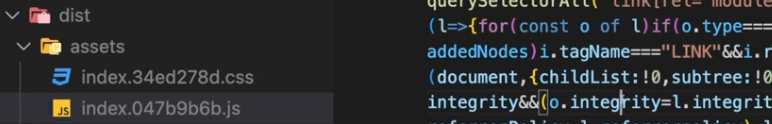 dist
assets
index.34ed278d.css
JS index.047b9b6b.js
querySelectorAll('link[rel="module
(l=>{for(const o of l)if(o.type===
addedNodes)i.tagName==="LINK"&&i.r
(document,{childList:!0,subtree:!0
integrity&&(o.integrity=l.integrit